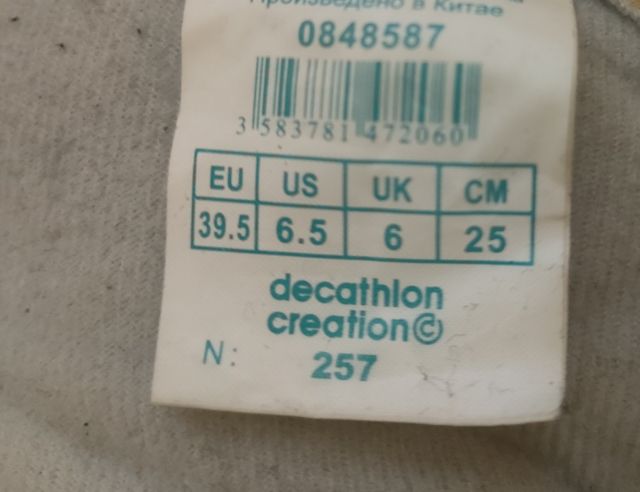 Произведено в Китае
0848587
3 583781 472060
EU US UK CM
39.5 6.5 6 25
decathlon
creation©
N: 257